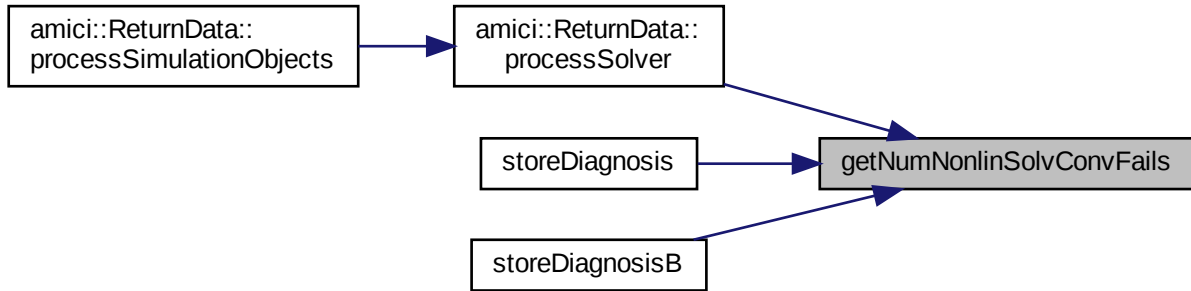 amici::ReturnData::
processSimulationObjects
amici::ReturnData::
processSolver
storeDiagnosis
getNumNonlinSolvConvFails
storeDiagnosisB